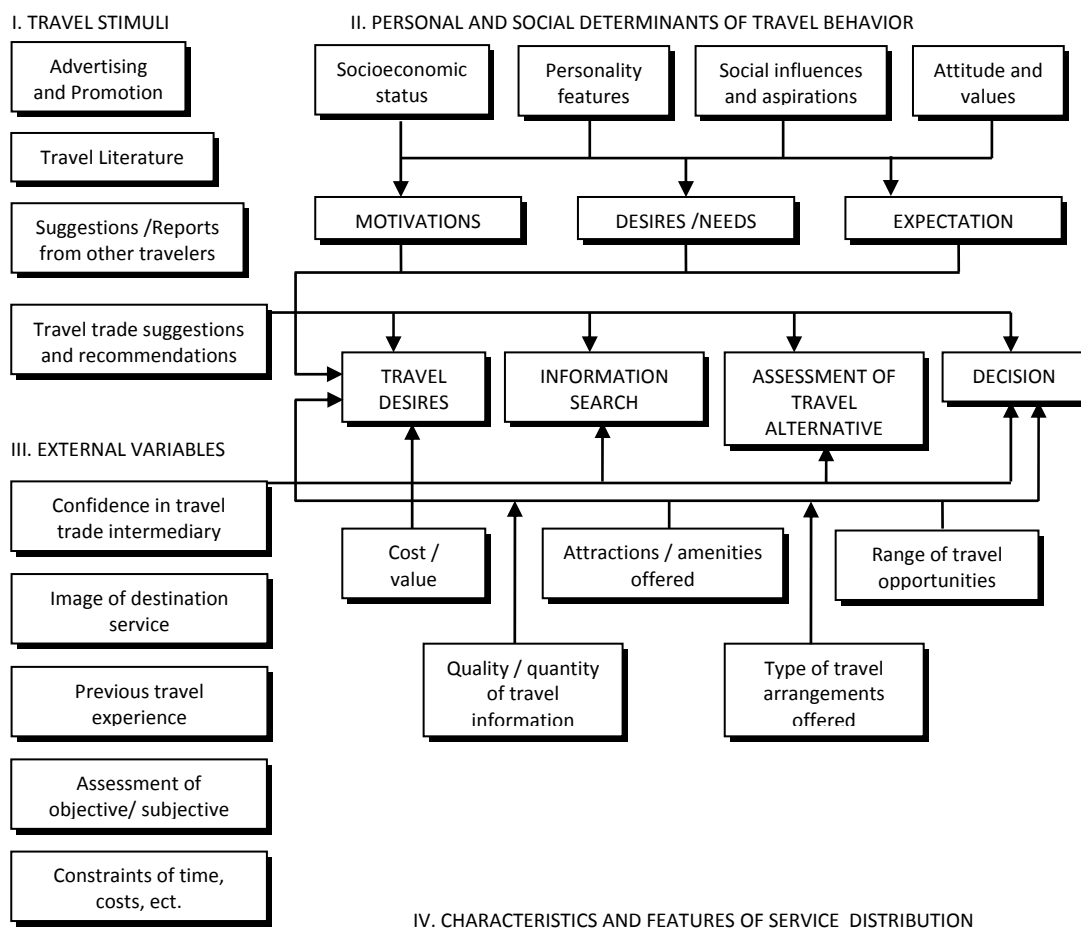 I. TRAVEL STIMULI
Advertising
and Promotion
Travel Literature
Suggestions /Reports
from other travelers
Travel trade suggestions
and recommendations
II. PERSONAL AND SOCIAL DETERMINANTS OF TRAVEL BEHAVIOR
Socioeconomic
status
Personality
features
Social influences
and aspirations
Attitude and
values
MOTIVATIONS
DESIRES /NEEDS
EXPECTATION
TRAVEL
DESIRES
INFORMATION
SEARCH
ASSESSMENT OF
TRAVEL
ALTERNATIVE
DECISION
III. EXTERNAL VARIABLES
Confidence in travel
trade intermediary
Image of destination
service
Previous travel
experience
Assessment of
objective/ subjective
Constraints of time,
costs, ect.
Cost /
value
Attractions / amenities
offered
Range of travel
opportunities
Quality / quantity
of travel
information
Type of travel
arrangements
offered
IV. CHARACTERISTICS AND FEATURES OF SERVICE DISTRIBUTION